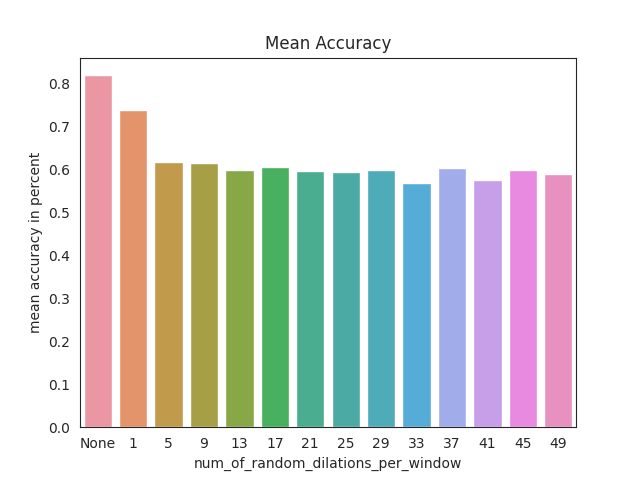 Mean Accuracy
mean accuracy in percent
0.8
0.7
0.6
0.5
0.4
0.3
0.2
0.1
0.0
None 1 5 9 13 17 21 25 29 33 37 41 45 49
num_of_random_dilations_per_window